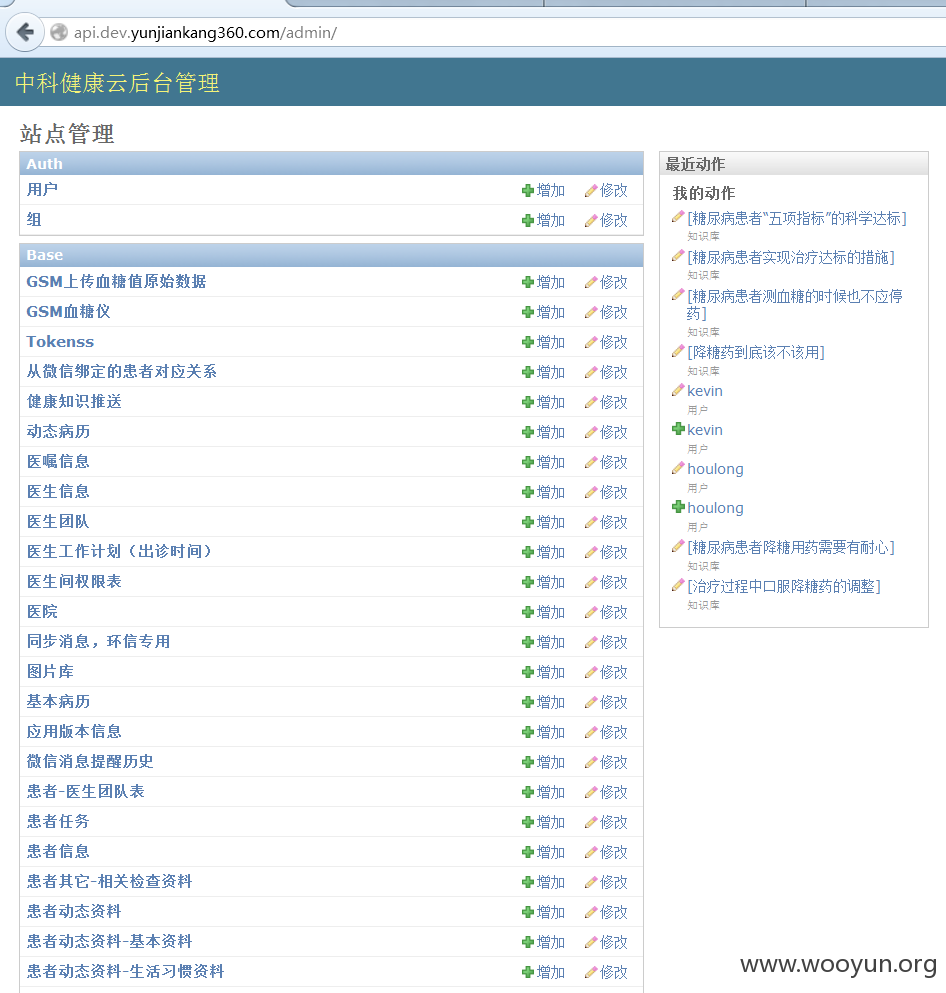 api.dev.yunjiankang360.com/admin/
中科健康云后台管理
站点管理
Auth
用户 增加 修改
组 增加 修改
Base
GSM上传血糖值原始数据 增加 修改
GSM血糖仪 增加 修改
Tokenss 增加 修改
从微信绑定的患者对应关系 增加 修改
健康知识推送 增加 修改
动态病历 增加 修改
医嘱信息 增加 修改
医生信息 增加 修改
医生团队 增加 修改
医生工作计划（出诊时间） 增加 修改
医生间权限表 增加 修改
医院 增加 修改
同步消息，环信专用 增加 修改
图片库 增加 修改
基本病历 增加 修改
应用版本信息 增加 修改
微信消息提醒历史 增加 修改
患者-医生团队表 增加 修改
患者任务 增加 修改
患者信息 增加 修改
患者其它-相关检查资料 增加 修改
患者动态资料 增加 修改
患者动态资料-基本资料 增加 修改
患者动态资料-生活习惯资料 增加 修改
最近动作
我的动作
[糖尿病患者“五项指标”的科学达标]
知识库
[糖尿病患者实现治疗达标的措施]
知识库
[糖尿病患者测血糖的时候也不应停
药]
知识库
[降糖药到底该不该用]
知识库
kevin
用户
kevin
用户
houlong
用户
houlong
用户
[糖尿病患者降糖用药需要有耐心]
知识库
[治疗过程中口服降糖药的调整]
知识库
www.wooyun.org